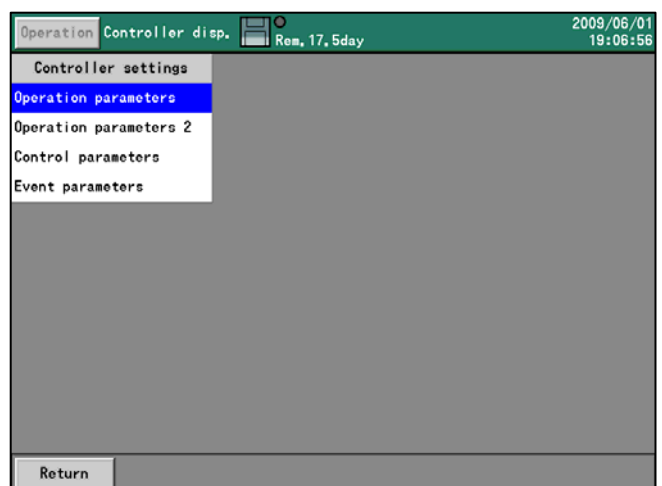 Operation Controller disp. Rem. 17.5day 2009/06/01
19:06:56
Controller settings
Operation parameters
Operation parameters 2
Control parameters
Event parameters
Return